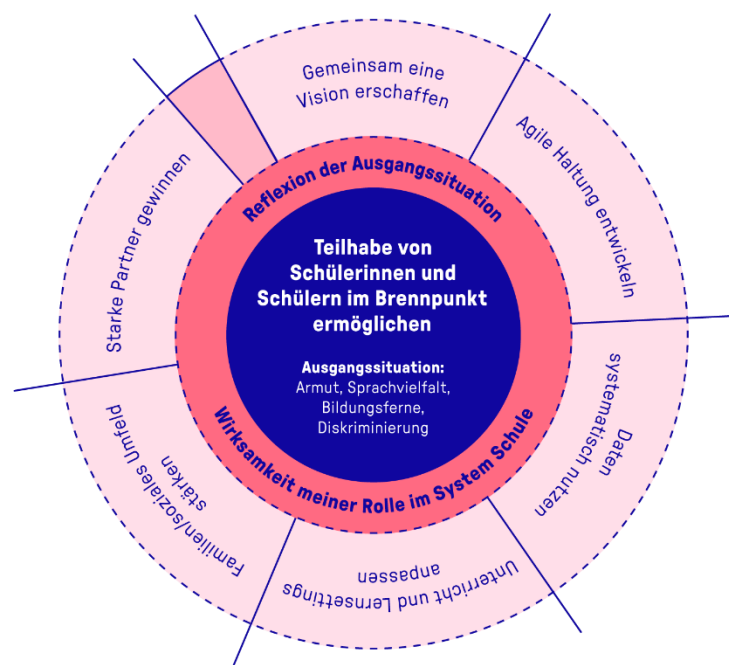 Gemeinsam eine
Vision erschaffen
Agile Haltung entwickeln
Daten
systematisch nutzen
Unterricht und Lernsettings
anpassen
Familien/soziales Umfeld
stärken
Starke Partner gewinnen
Reflexion der Ausgangssituation
Teilhabe von
Schülerinnen und
Schülern im Brennpunkt
ermöglichen
Ausgangssituation:
Armut, Sprachvielfalt,
Bildungsferne,
Diskriminierung
Wirksamkeit meiner Rolle im System Schule